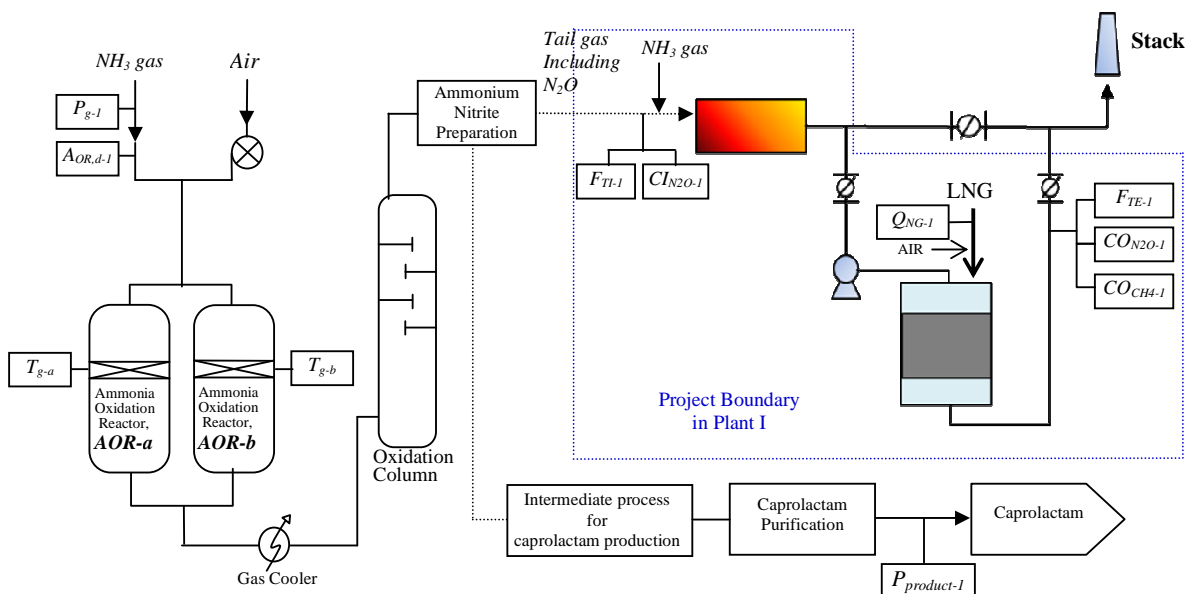 NH3 gas
Air
Pg-1
AOR,d-1
Tg-a
Ammonia
Oxidation
Reactor,
AOR-a
Ammonia
Oxidation
Reactor,
AOR-b
Tg-b
Gas Cooler
Oxidation
Column
Ammonium
Nitrite
Preparation
Tail gas
Including
N2O
NH3 gas
FTI-1
CIN2O-1
Stack
LNG
QNG-1
AIR
FTE-1
CON2O-1
COCH4-1
Project Boundary
in Plant I
Intermediate process
for
caprolactam production
Caprolactam
Purification
Caprolactam
Pproduct-1